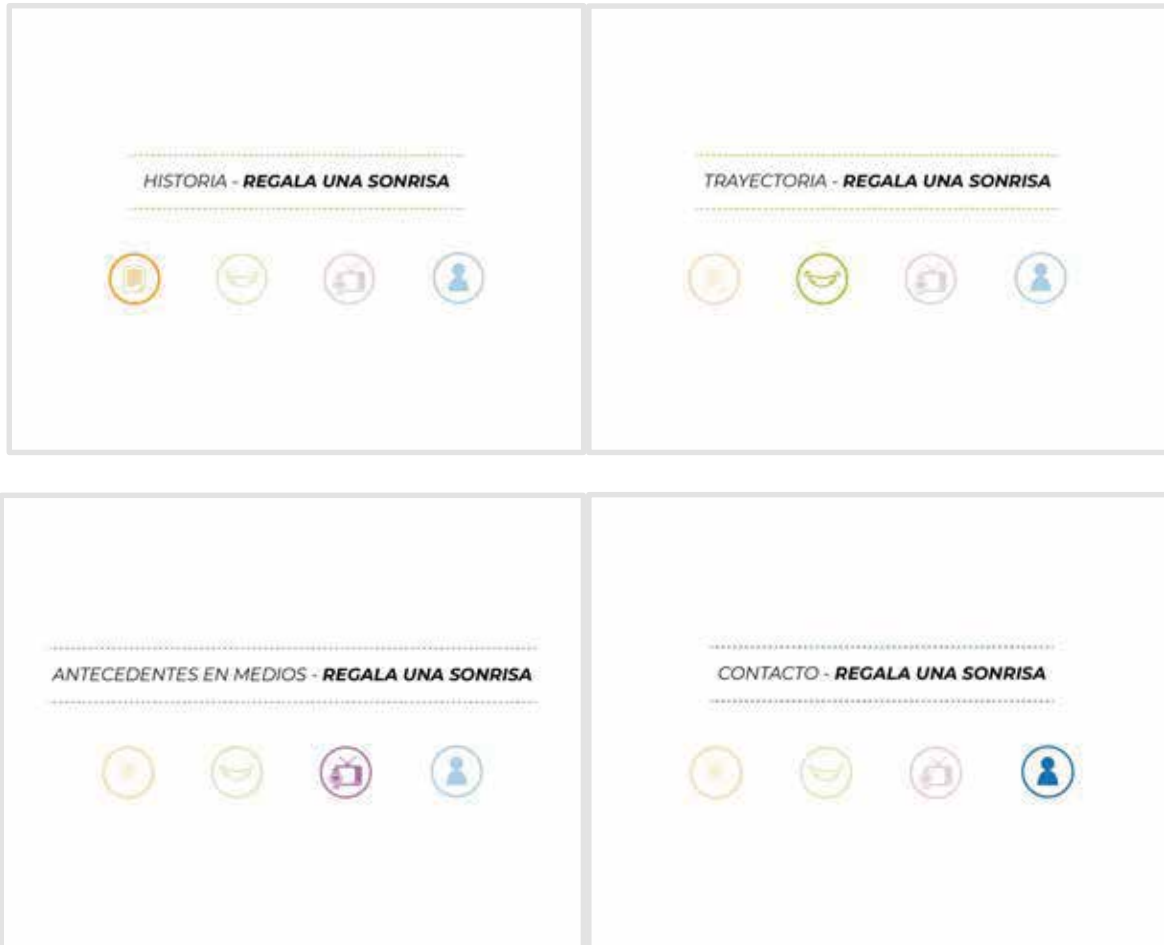 HISTORIA - REGALA UNA SONRISA
TRAYECTORIA - REGALA UNA SONRISA
ANTECEDENTES EN MEDIOS - REGALA UNA SONRISA
CONTACTO - REGALA UNA SONRISA